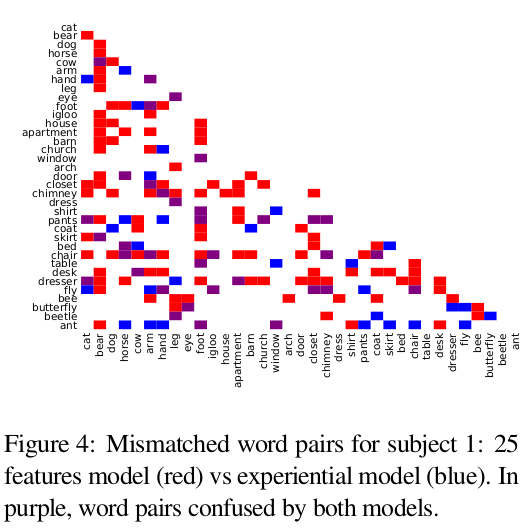 cat
bear
dog
horse
cow
arm
hand
leg
eye
foot
igloo
house
apartment
barn
church
window
arch
door
closet
chimney
dress
shirt
pants
coat
skirt
bed
chair
table
desk
dresser
fly
bee
butterfly
beetle
ant
cat
bear
dog
horse
cow
arm
hand
leg
eye
foot
igloo
house
apartment
barn
church
window
arch
door
closet
chimney
dress
shirt
pants
coat
skirt
bed
chair
table
desk
dresser
fly
bee
butterfly
beetle
ant
Figure 4: Mismatched word pairs for subject 1: 25
features model (red) vs experiential model (blue). In
purple, word pairs confused by both models.